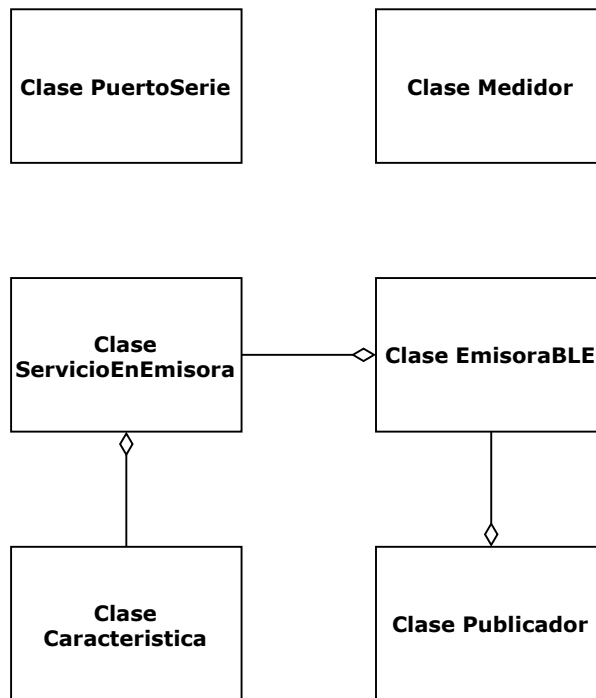 Clase PuertoSerie
Clase Medidor
Clase
ServicioEnEmisora
Clase EmisoraBLE
Clase
Caracteristica
Clase Publicador